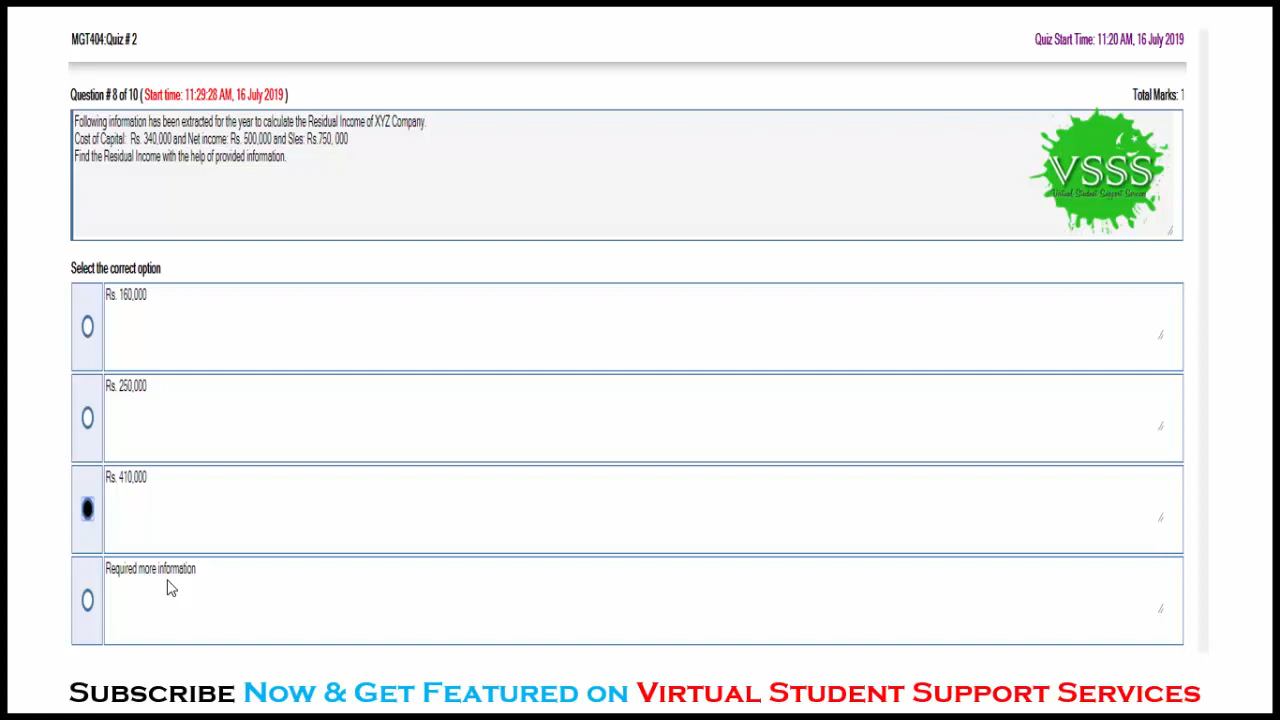 MGT404:Quiz # 2
Quiz Start Time: 11:20 AM, 16 July 2019
Question # 8 of 10 ( Start time: 11:29:28 AM, 16 July 2019 )
Total Marks: 1
Following information has been extracted for the year to calculate the Residual Income of XYZ Company.
Cost of Capital: Rs. 340,000 and Net income: Rs. 500,000 and Sles: Rs.750, 000
Find the Residual Income with the help of provided information.
VSSS
Virtual Student Support Services
Select the correct option
Rs. 160,000
Rs. 250,000
Rs. 410,000
Required more information
SUBSCRIBE NOW & GET FEATURED ON VIRTUAL STUDENT SUPPORT SERVICES